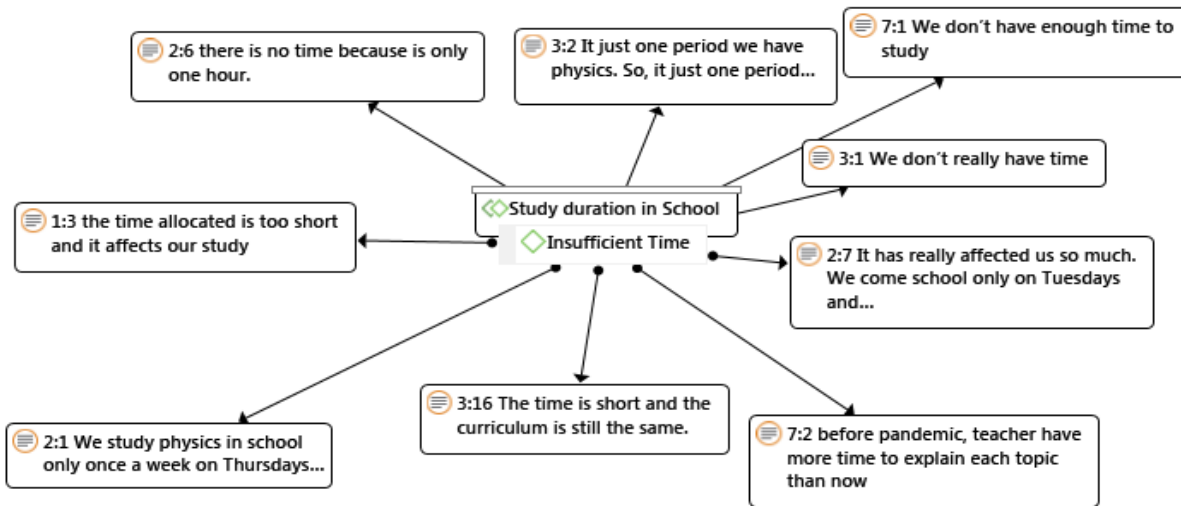 2:6 there is no time because is only
one hour.
3:2 It just one period we have
physics. So, it just one period...
7:1 We don´t have enough time to
study
3:1 We don´t really have time
Study duration in School
Insufficient Time
1:3 the time allocated is too short
and it affects our study
2:7 It has really affected us so much.
We come school only on Tuesdays
and...
2:1 We study physics in school
only once a week on Thursdays...
3:16 The time is short and the
curriculum is still the same.
7:2 before pandemic, teacher have
more time to explain each topic
than now